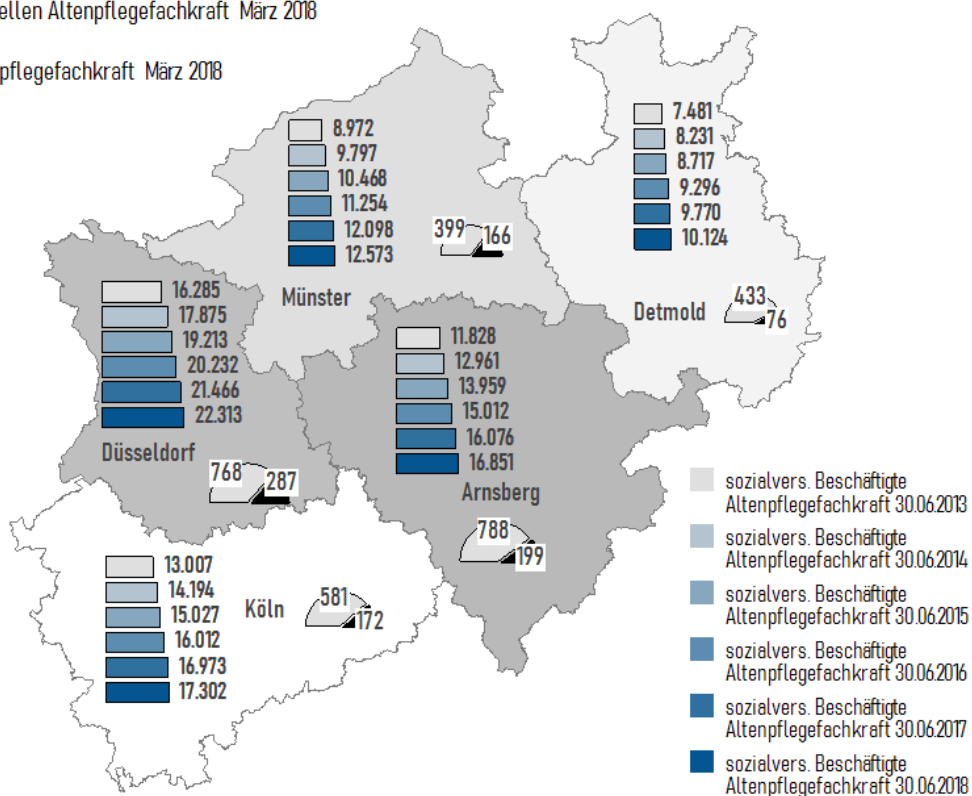 ellen Altenpflegefachkraft März 2018
pflegefachkraft März 2018
8.972
9.797
10.468
11.254
12.098
12.573
399
166
Münster
7.481
8.231
8.717
9.296
9.770
10.124
Detmold
433
76
16.285
17.875
19.213
20.232
21.466
22.313
Düsseldorf
768
287
11.828
12.961
13.959
15.012
16.076
16.851
Arnsberg
788
199
13.007
14.194
15.027
16.012
16.973
17.302
Köln
581
172
sozialvers. Beschäftigte
Altenpflegefachkraft 30.06.2013
sozialvers. Beschäftigte
Altenpflegefachkraft 30.06.2014
sozialvers. Beschäftigte
Altenpflegefachkraft 30.06.2015
sozialvers. Beschäftigte
Altenpflegefachkraft 30.06.2016
sozialvers. Beschäftigte
Altenpflegefachkraft 30.06.2017
sozialvers. Beschäftigte
Altenpflegefachkraft 30.06.2018